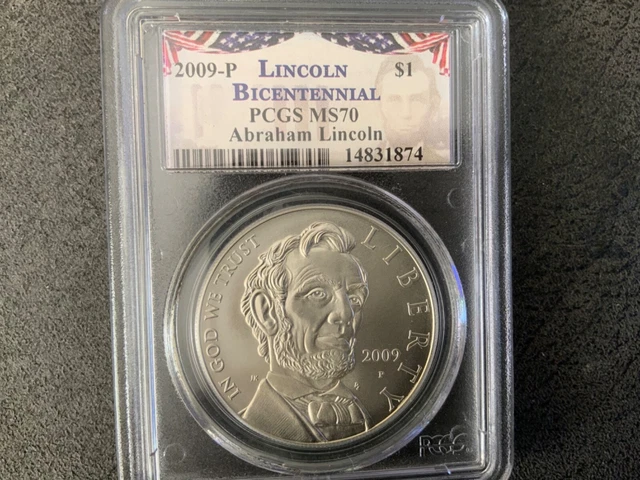 2009-P LINCOLN $1
BICENTENNIAL
PCGS MS70
Abraham Lincoln
14831874
IN GOD WE TRUST
LIBERTY
2009
P
PCGS